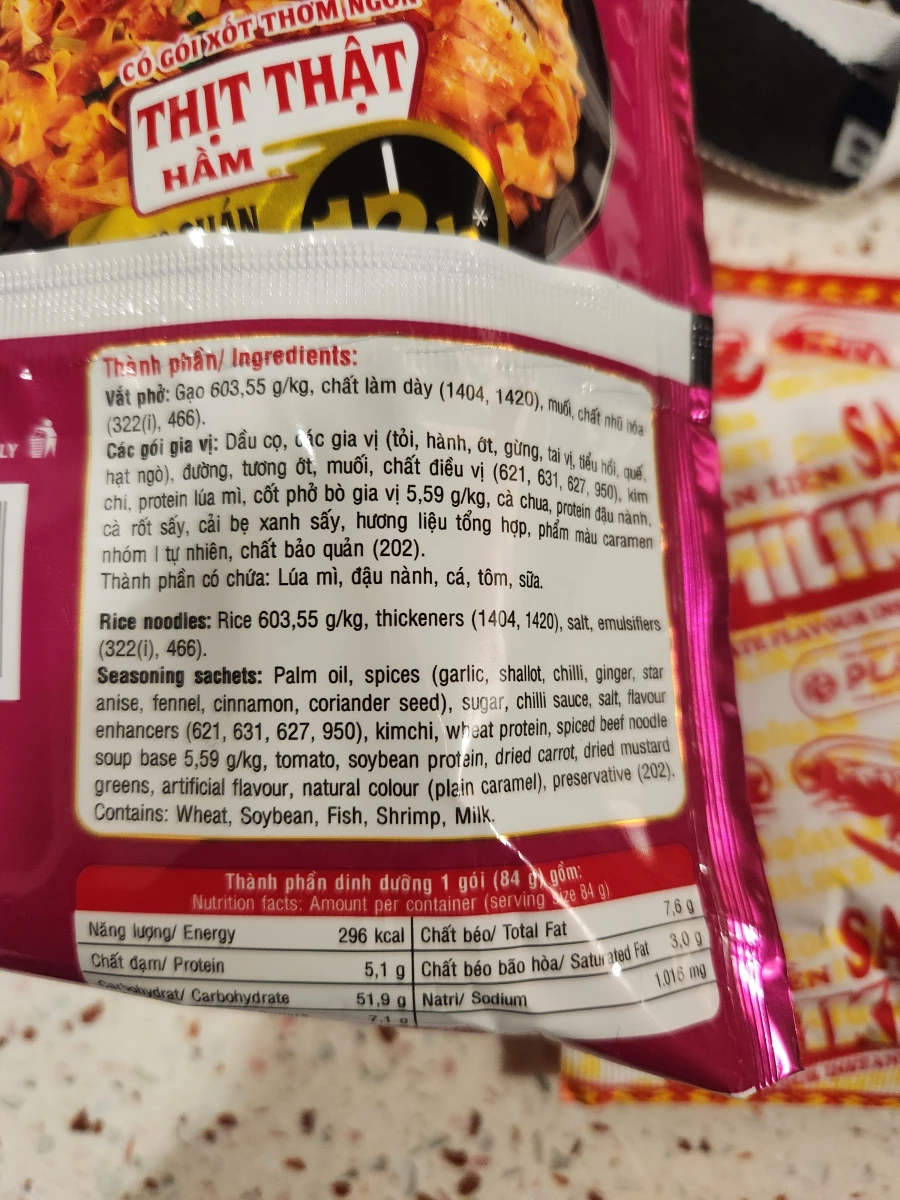 CÓ GÓI XỐT THƠM NGON
THỊT THẬT
HẦM
QUÁN
12h*
Thành phần/ Ingredients:
Vắt phở: Gạo 603,55 g/kg, chất làm dày (1404, 1420), muối, chất nhũ hóa
(322(i), 466).
Các gói gia vị: Dầu cọ, các gia vị (tỏi, hành, ớt, gừng, tai vị, tiểu hồi, quế,
hạt ngò), đường, tương ớt, muối, chất điều vị (621, 631, 627, 950), kim
chi, protein lúa mì, cốt phở bò gia vị 5,59 g/kg, cà chua, protein đậu nành,
cà rốt sấy, cải bẹ xanh sấy, hương liệu tổng hợp, phẩm màu caramen
nhóm I tự nhiên, chất bảo quản (202).
Thành phần có chứa: Lúa mì, đậu nành, cá, tôm, sữa.
Rice noodles: Rice 603,55 g/kg, thickeners (1404, 1420), salt, emulsifiers
(322(i), 466).
Seasoning sachets: Palm oil, spices (garlic, shallot, chilli, ginger, star
anise, fennel, cinnamon, coriander seed), sugar, chilli sauce, salt, flavour
enhancers (621, 631, 627, 950), kimchi, wheat protein, spiced beef noodle
soup base 5,59 g/kg, tomato, soybean protein, dried carrot, dried mustard
greens, artificial flavour, natural colour (plain caramel), preservative (202).
Contains: Wheat, Soybean, Fish, Shrimp, Milk.
Thành phần dinh dưỡng 1 gói (84 g) gồm:
Nutrition facts: Amount per container (serving size 84 g)
Năng lượng/ Energy 296 kcal Chất béo/ Total Fat 7,6 g
Chất đạm/ Protein 5,1 g Chất béo bão hòa/ Saturated Fat 3,0 g
Carbohydrat/ Carbohydrate 51,9 g Natri/ Sodium 1.016 mg
7,1 g
LY
SA
LIỀN